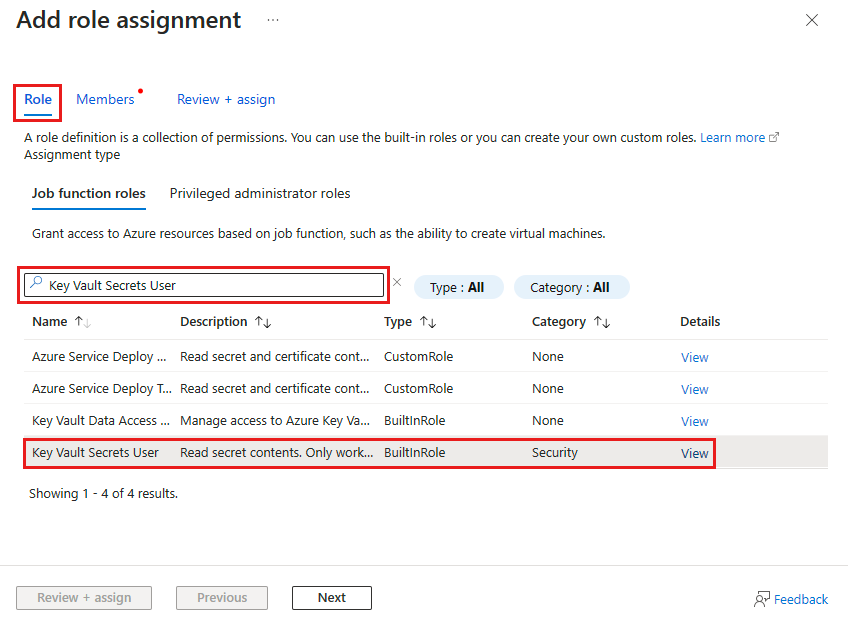 Add role assignment ...
Role Members Review + assign
A role definition is a collection of permissions. You can use the built-in roles or you can create your own custom roles. Learn more
Assignment type
Job function roles Privileged administrator roles
Grant access to Azure resources based on job function, such as the ability to create virtual machines.
Key Vault Secrets User Type : All Category : All
Name Description Type Category Details
Azure Service Deploy ... Read secret and certificate cont... CustomRole None View
Azure Service Deploy T... Read secret and certificate cont... CustomRole None View
Key Vault Data Access ... Manage access to Azure Key Va... BuiltInRole None View
Key Vault Secrets User Read secret contents. Only work... BuiltInRole Security View
Showing 1 - 4 of 4 results.
Review + assign Previous Next Feedback